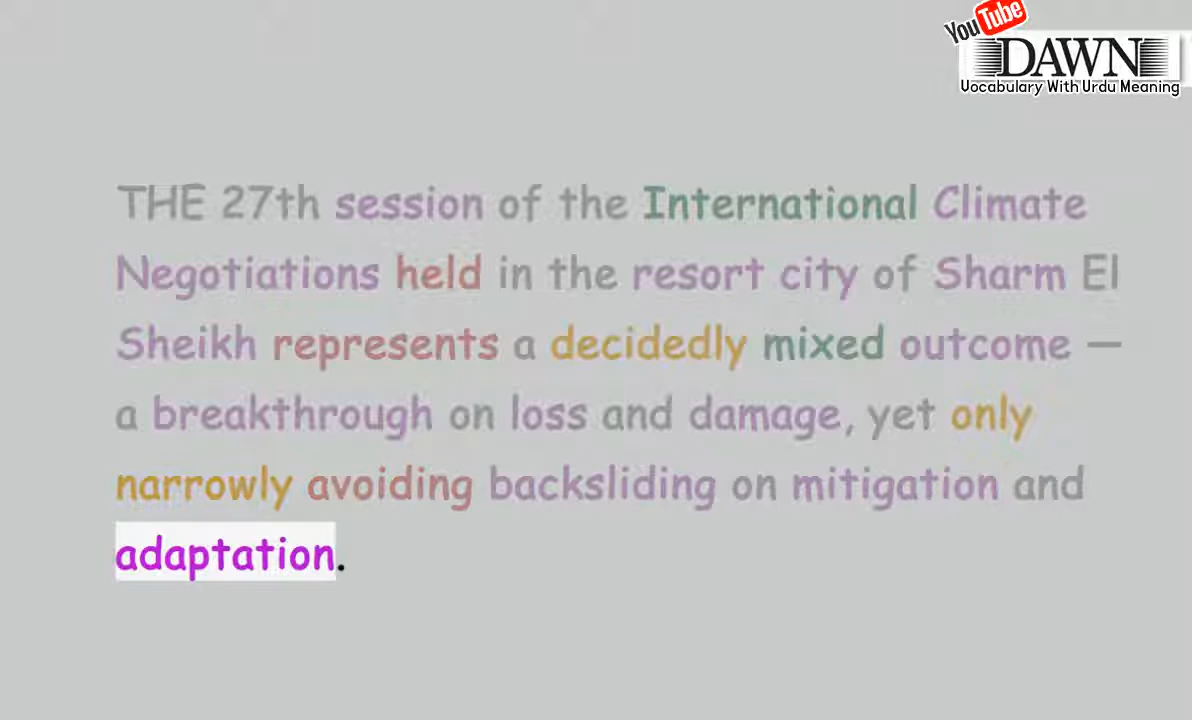 YouTube
DAWN
Vocabulary With Urdu Meaning
THE 27th session of the International Climate
Negotiations held in the resort city of Sharm El
Sheikh represents a decidedly mixed outcome —
a breakthrough on loss and damage, yet only
narrowly avoiding backsliding on mitigation and
adaptation.